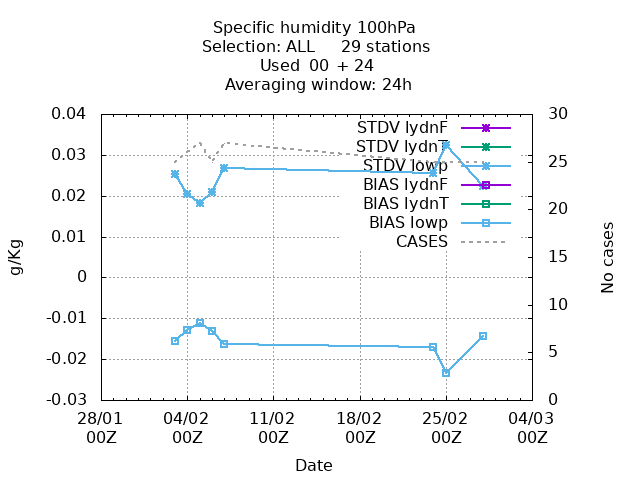 Specific humidity 100hPa
Selection: ALL 29 stations
Used 00 + 24
Averaging window: 24h
0.04
0.03
0.02
0.01
0
-0.01
-0.02
-0.03
g/Kg
30
25
20
15
10
5
0
No cases
STDV lydnF
STDV lydnT
STDV lowp
BIAS lydnF
BIAS lydnT
BIAS lowp
CASES
28/01 04/02 11/02 18/02 25/02 04/03
00Z 00Z 00Z 00Z 00Z 00Z
Date